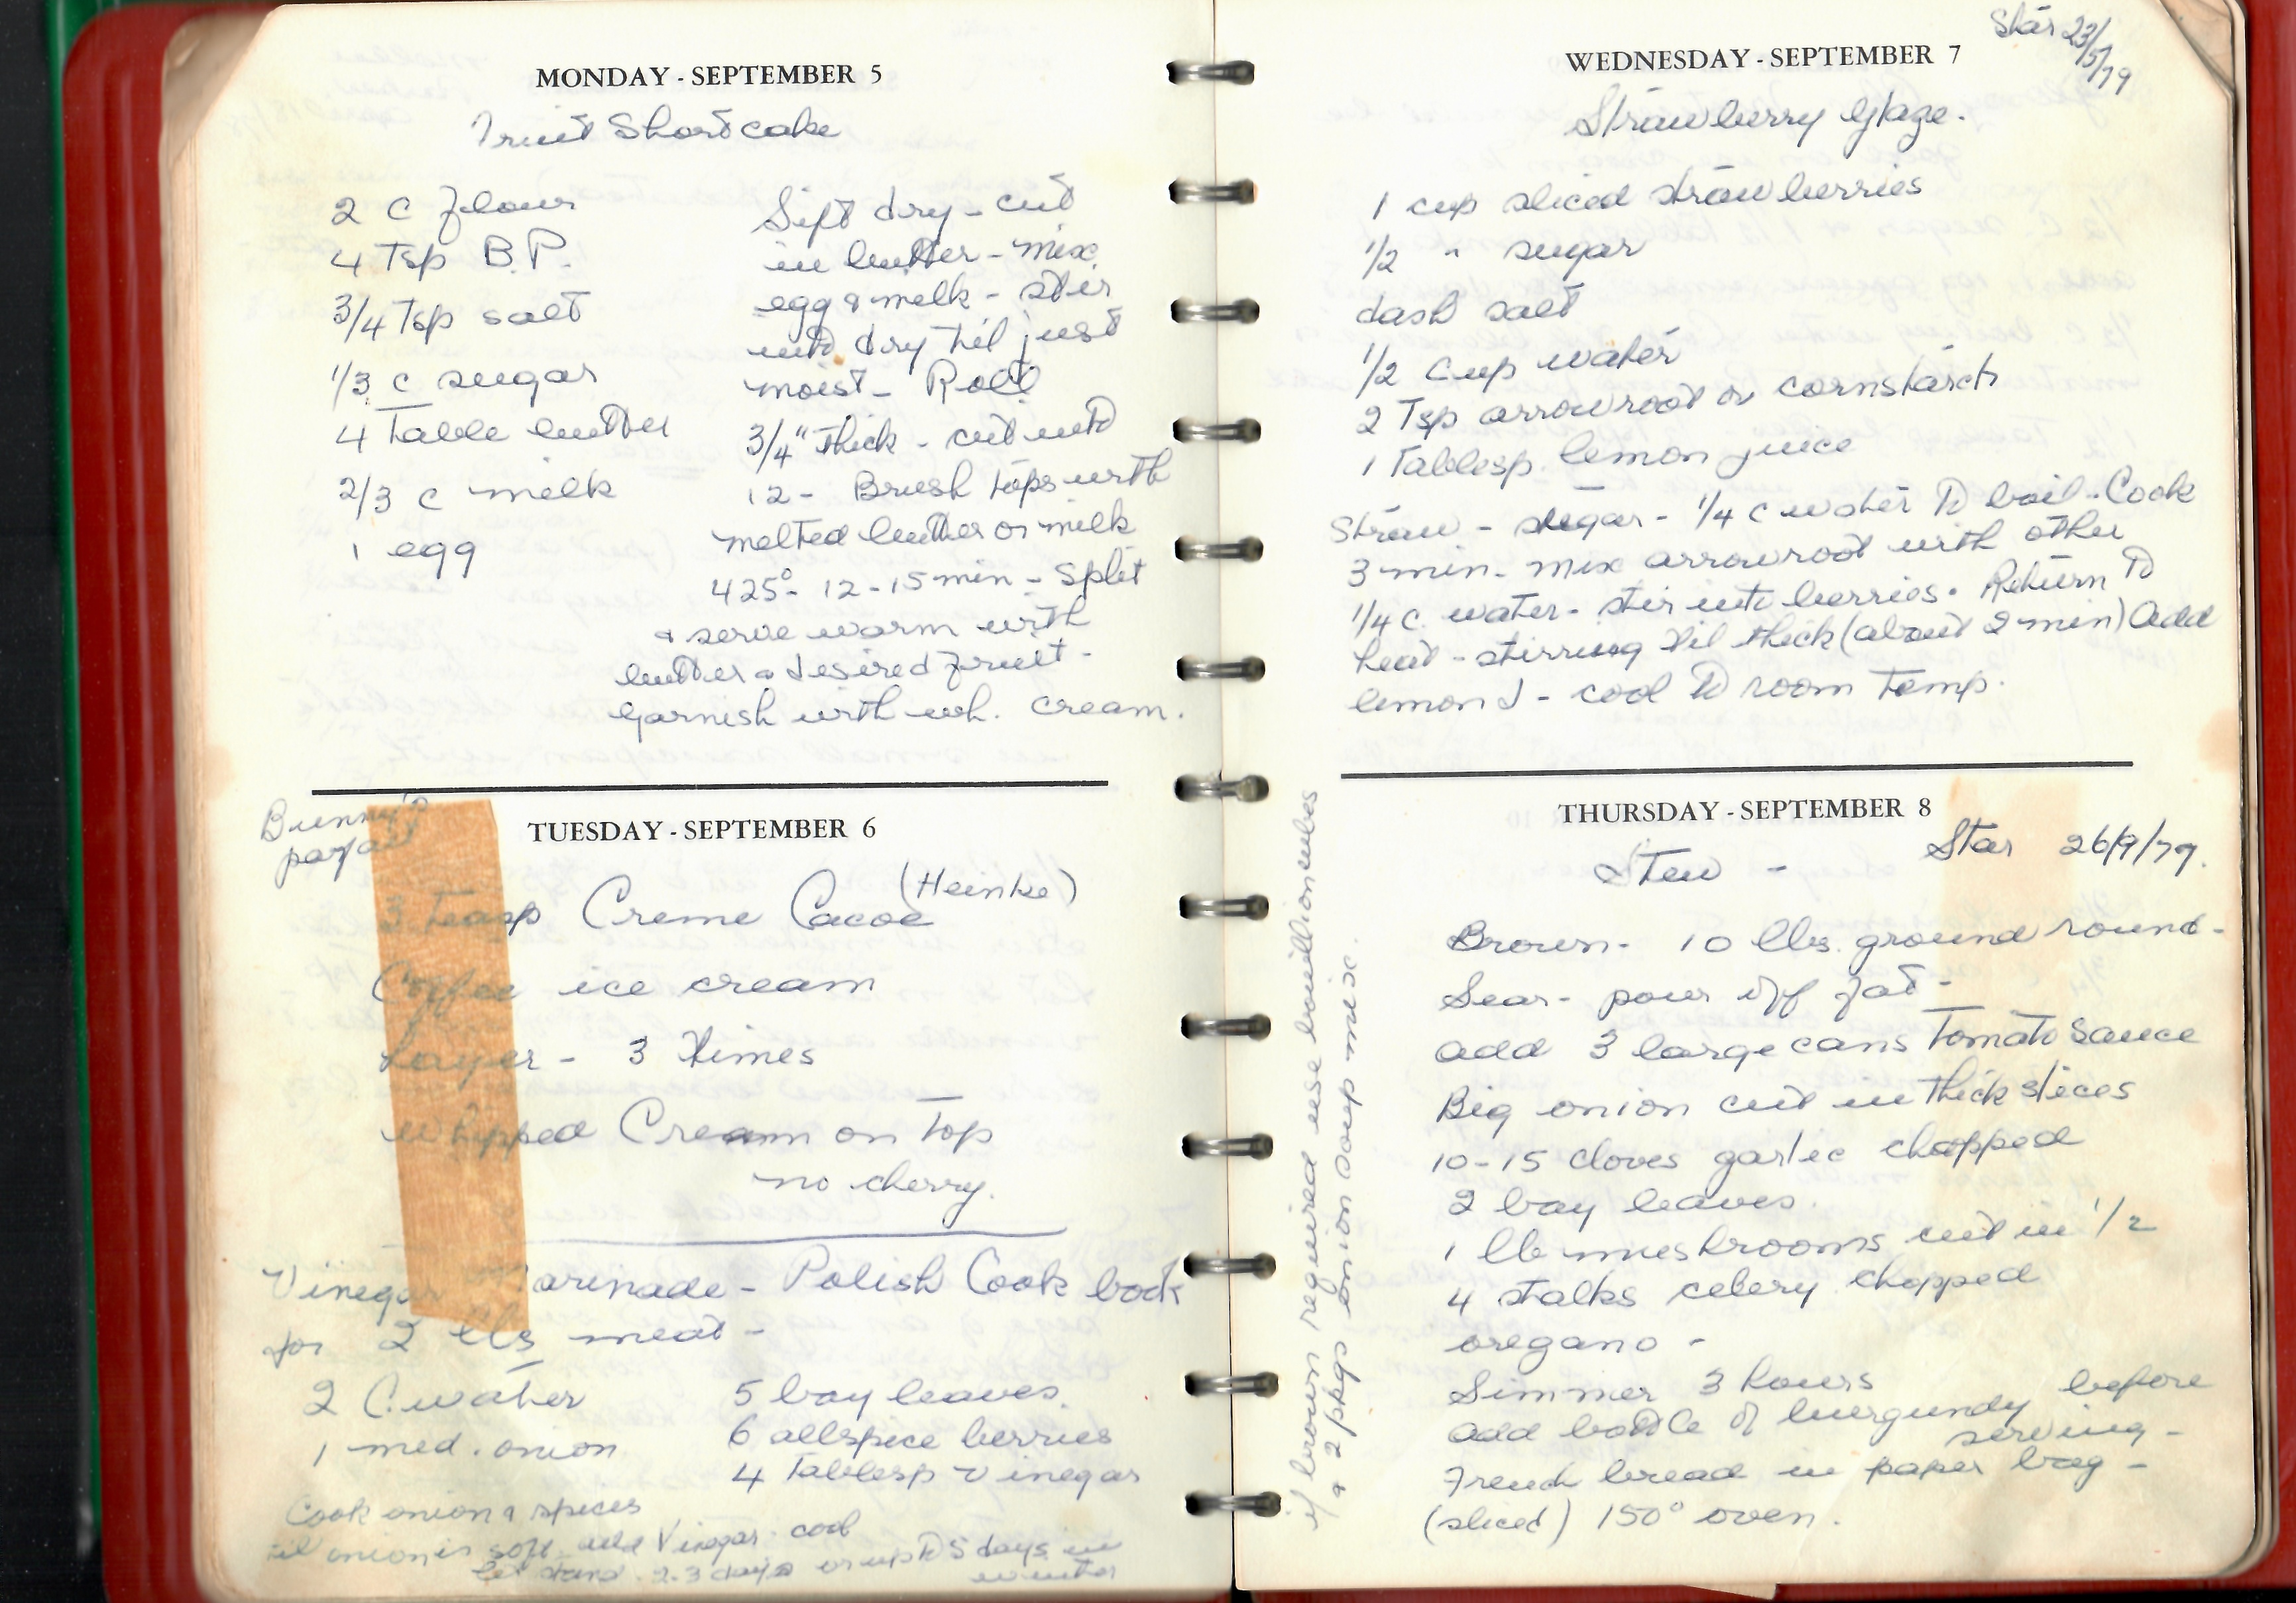 MONDAY - SEPTEMBER 5
Fruit Shortcake
2 c flour
4 Tsp B.P.
3/4 Tsp salt
1/3 c sugar
4 Table butter
2/3 c milk
1 egg
Sift dry - cut
in butter - mix
egg & milk - stir
into dry til just
moist - Roll
3/4" thick - cut into
12 - Brush tops with
melted butter or milk
425° - 12-15 min - Split
& serve warm with
butter & desired fruit -
Garnish with wh. cream.
TUESDAY - SEPTEMBER 6
Bunny's
parfait
(Heinke)
3 teasp Creme Cacoe
Coffee ice cream
Layer - 3 times
Whipped Cream on top
no cherry.
Vinegar Marinade - Polish Cook book
for 2 lbs meat -
2 C. water
1 med. onion
5 bay leaves.
6 allspice berries
4 Tablesp Vinegar
Cook onion & spices
til onion is soft - add Vinegar. cool
let stand. 2-3 days or up to 5 days in
winter
WEDNESDAY - SEPTEMBER 7
Star 23/5/79
Strawberry Glaze.
1 cup sliced strawberries
1/2 " sugar
dash salt
1/2 cup water
2 Tsp arrowroot or cornstarch
1 Tablesp. lemon juice
Straw - sugar - 1/4 c water to boil. Cook
3 min. mix arrowroot with other
1/4 c. water - stir into berries. Return to
heat - stirring til thick (about 2 min) Add
lemon J - cool to room temp.
THURSDAY - SEPTEMBER 8
Stew - Star 26/9/79.
Brown - 10 lbs. ground round -
Sear - pour off fat -
add 3 large cans Tomato Sauce
Big onion cut in thick slices
10-15 cloves garlic chopped
2 bay leaves.
1 lb mushrooms cut in 1/2
4 stalks celery chopped
oregano -
Simmer 3 hours
add bottle of burgundy before
serving -
French bread in paper bag -
(sliced) 150° oven.
if brown required use bouillion cubes
& 2 pkgs onion soup mix.